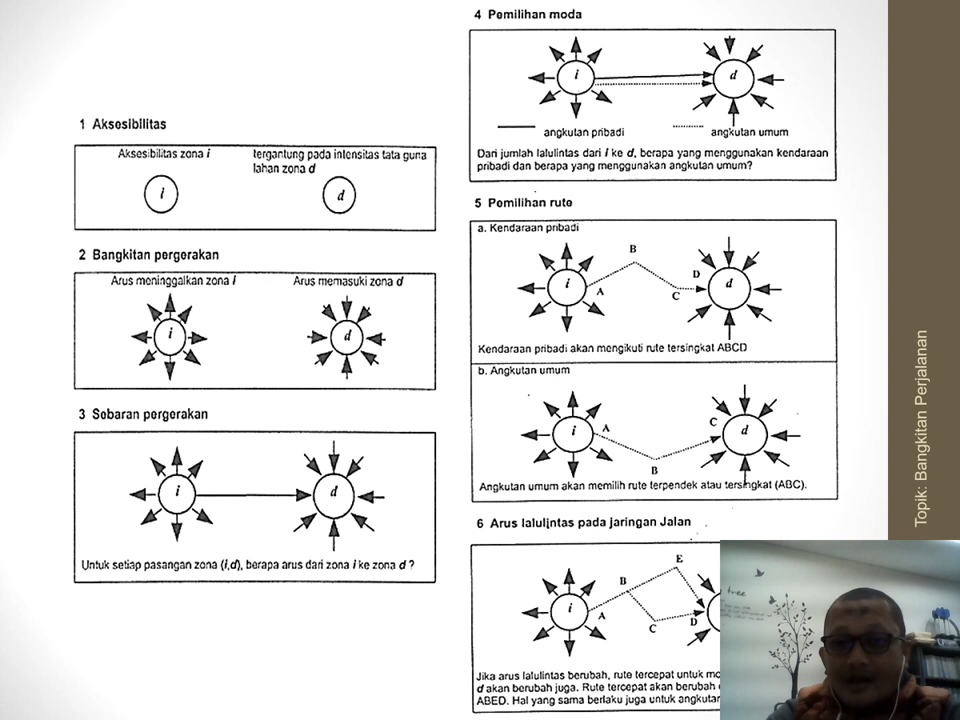 1 Aksesibilitas
Aksesibilitas zona i
tergantung pada intensitas tata guna
lahan zona d
i
d
2 Bangkitan pergerakan
Arus meninggalkan zona i
Arus memasuki zona d
i
d
3 Sebaran pergerakan
i
d
Untuk setiap pasangan zona (i,d), berapa arus dari zona i ke zona d ?
4 Pemilihan moda
i
d
angkutan pribadi
angkutan umum
Dari jumlah lalulintas dari i ke d, berapa yang menggunakan kendaraan
pribadi dan berapa yang menggunakan angkutan umum?
5 Pemilihan rute
a. Kendaraan pribadi
i
A
B
C
D
d
Kendaraan pribadi akan mengikuti rute tersingkat ABCD
b. Angkutan umum
i
A
B
C
d
Angkutan umum akan memilih rute terpendek atau tersingkat (ABC).
6 Arus lalulintas pada jaringan Jalan
i
A
B
E
C
D
Jika arus lalulintas berubah, rute tercepat untuk
d akan berubah juga. Rute tercepat akan berubah
ABED. Hal yang sama berlaku juga untuk
Topik: Bangkitan Perjalanan
tree